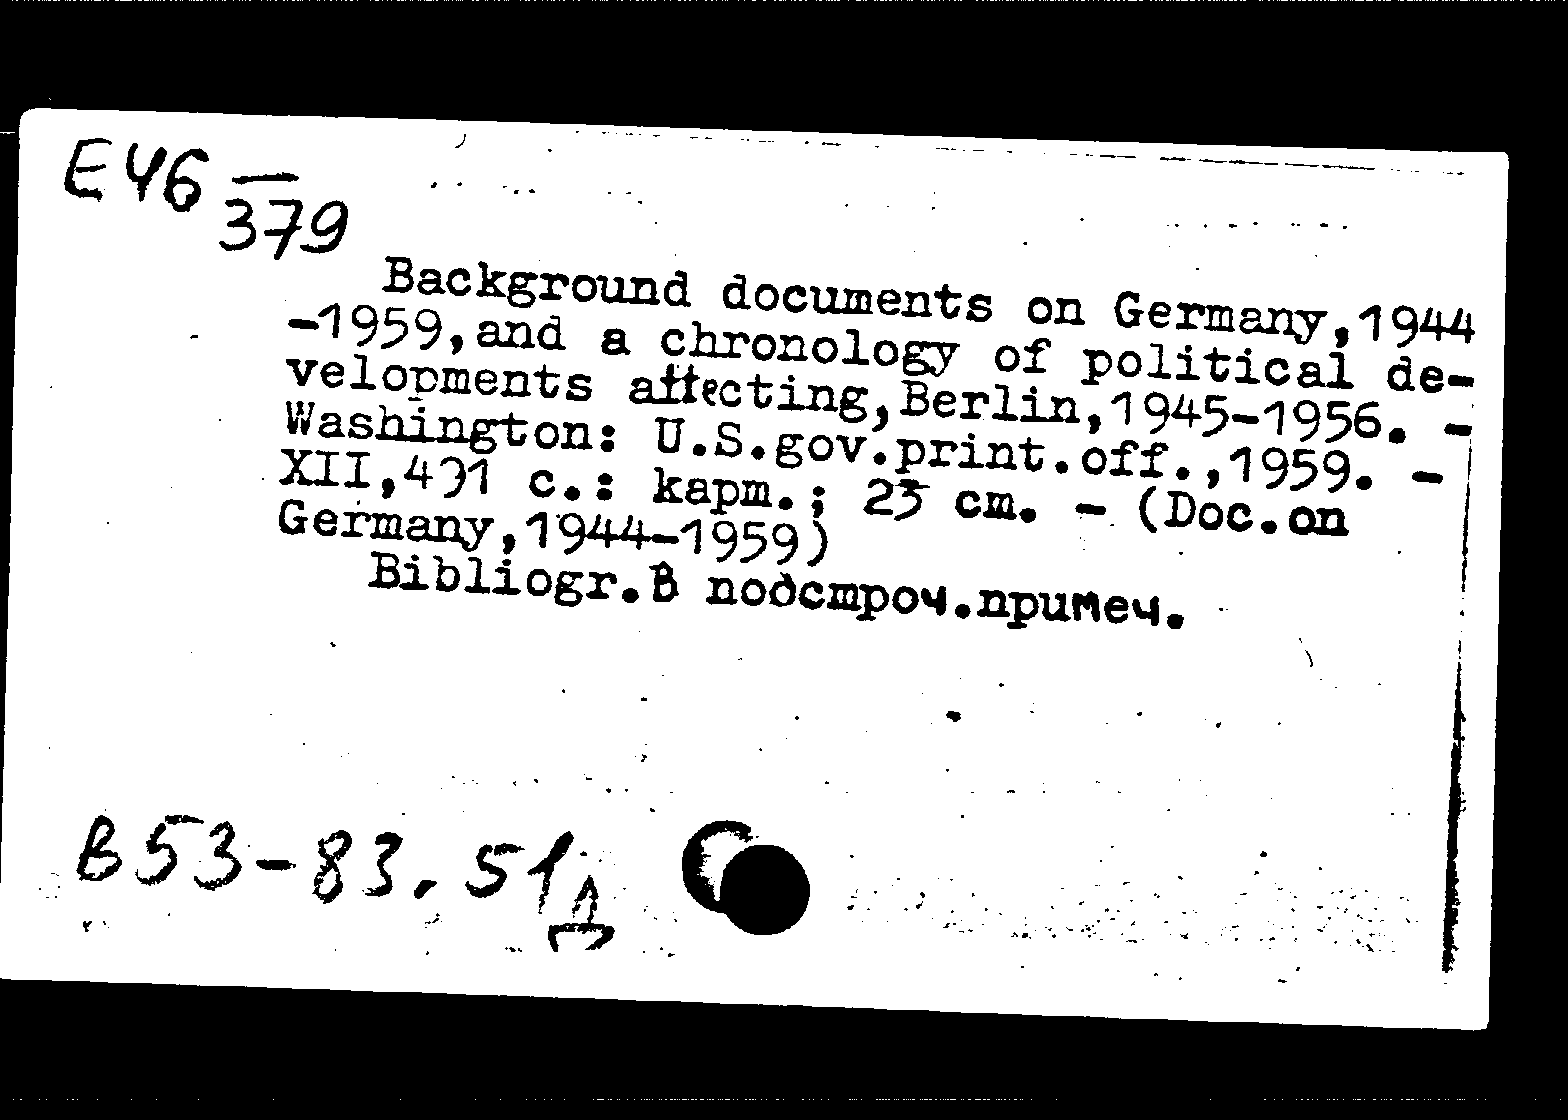 E46
379
Background documents on Germany,1944
-1959,and a chronology of political de-
velopments affecting,Berlin,1945-1956. -
Washington: U.S.gov.print.off.,1959. -
XII,491 с.: карт.; 23 cm. - (Doc.on
Germany,1944-1959)
Bibliogr.В подстроч.примеч.
В53-83.51
Д